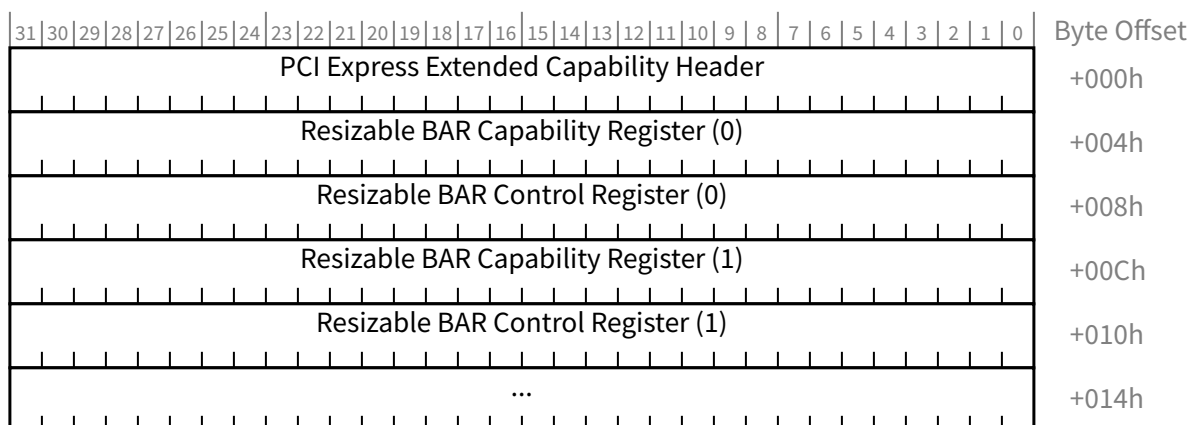 31 30 29 28 27 26 25 24 23 22 21 20 19 18 17 16 15 14 13 12 11 10 9 8 7 6 5 4 3 2 1 0 Byte Offset
PCI Express Extended Capability Header +000h
Resizable BAR Capability Register (0) +004h
Resizable BAR Control Register (0) +008h
Resizable BAR Capability Register (1) +00Ch
Resizable BAR Control Register (1) +010h
... +014h